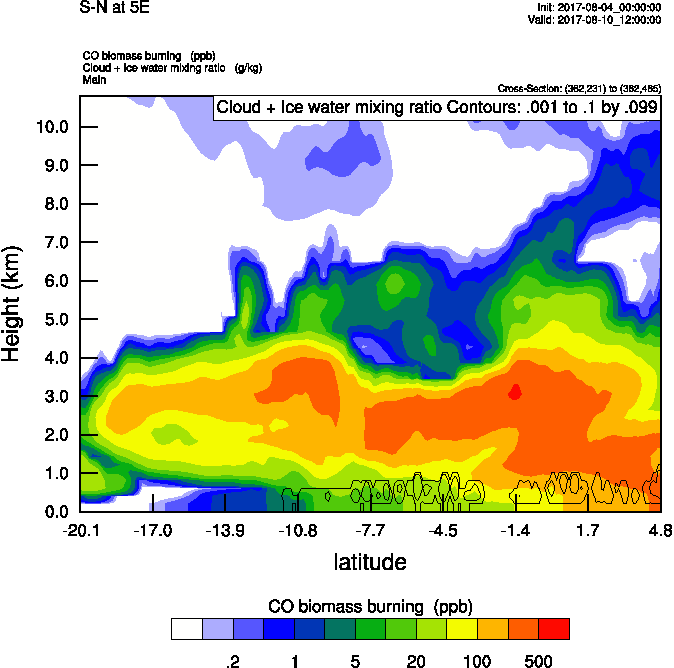 S-N at 5E
Init: 2017-08-04_00:00:00
Valid: 2017-08-10_12:00:00
CO biomass burning (ppb)
Cloud + Ice water mixing ratio (g/kg)
Main
Cross-Section: (362,231) to (362,485)
Cloud + Ice water mixing ratio Contours: .001 to .1 by .099
10.0
9.0
8.0
7.0
6.0
5.0
4.0
3.0
2.0
1.0
0.0
Height (km)
-20.1 -17.0 -13.9 -10.8 -7.7 -4.5 -1.4 1.7 4.8
latitude
CO biomass burning (ppb)
.2 1 5 20 100 500